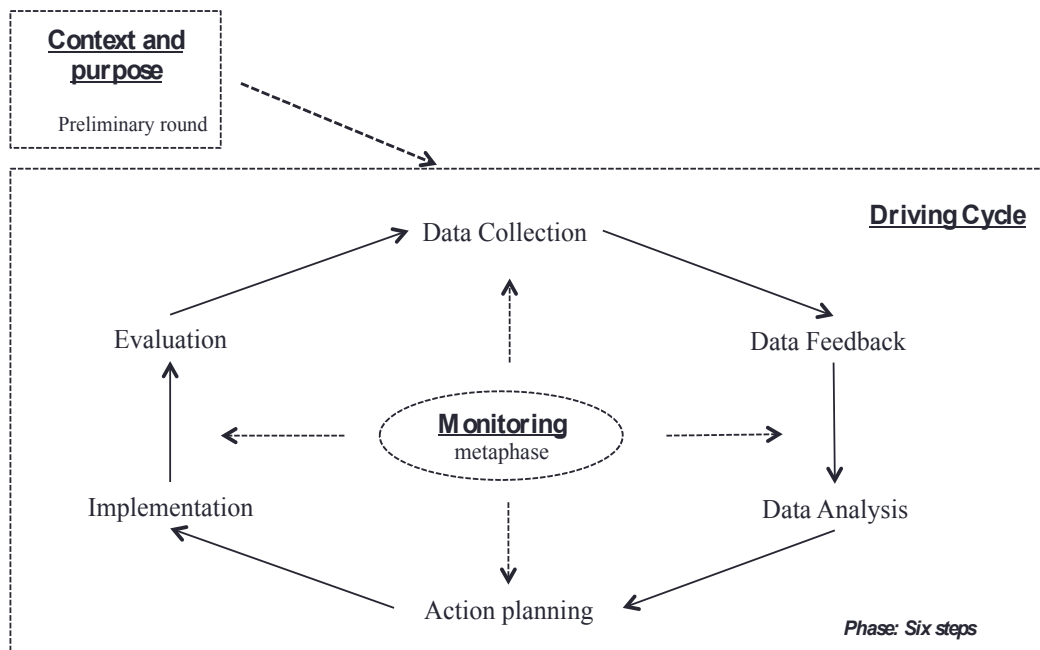 Context and
purpose
Preliminary round
Driving Cycle
Data Collection
Evaluation
Data Feedback
Monitoring
metaphase
Implementation
Data Analysis
Action planning
Phase: Six steps